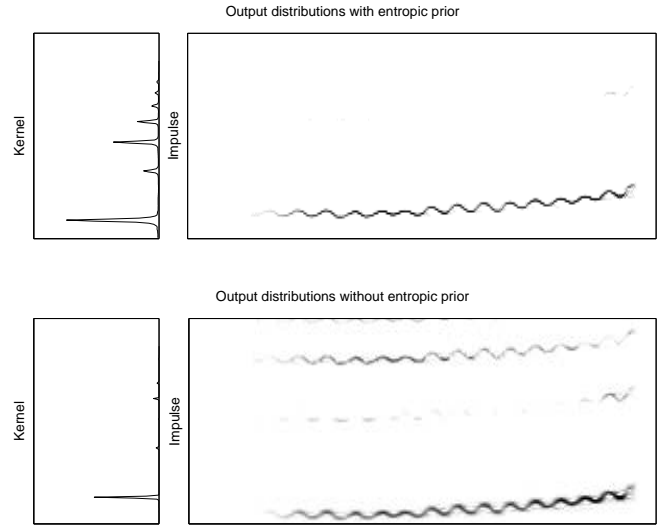 Output distributions with entropic prior
Kernel
Impulse
Output distributions without entropic prior
Kernel
Impulse